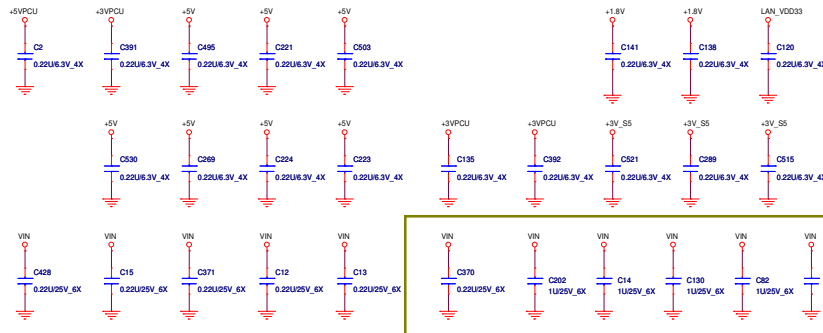 +5VPCU +3VPCU +5V +5V +5V +1.8V +1.8V LAN_VDD33
C2 C391 C495 C221 C503 C141 C138 C120
0.22U/6.3V_4X 0.22U/6.3V_4X 0.22U/6.3V_4X 0.22U/6.3V_4X 0.22U/6.3V_4X 0.22U/6.3V_4X 0.22U/6.3V_4X 0.22U/6.3V_4X
+5V +5V +5V +5V +3VPCU +3VPCU +3V_S5 +3V_S5 +3V_S5
C530 C269 C224 C223 C135 C392 C521 C289 C515
0.22U/6.3V_4X 0.22U/6.3V_4X 0.22U/6.3V_4X 0.22U/6.3V_4X 0.22U/6.3V_4X 0.22U/6.3V_4X 0.22U/6.3V_4X 0.22U/6.3V_4X 0.22U/6.3V_4X
VIN VIN VIN VIN VIN VIN VIN VIN VIN VIN VIN
C428 C15 C371 C12 C13 C370 C202 C14 C130 C82
0.22U/25V_6X 0.22U/25V_6X 0.22U/25V_6X 0.22U/25V_6X 0.22U/25V_6X 0.22U/25V_6X 1U/25V_6X 1U/25V_6X 1U/25V_6X 1U/25V_6X